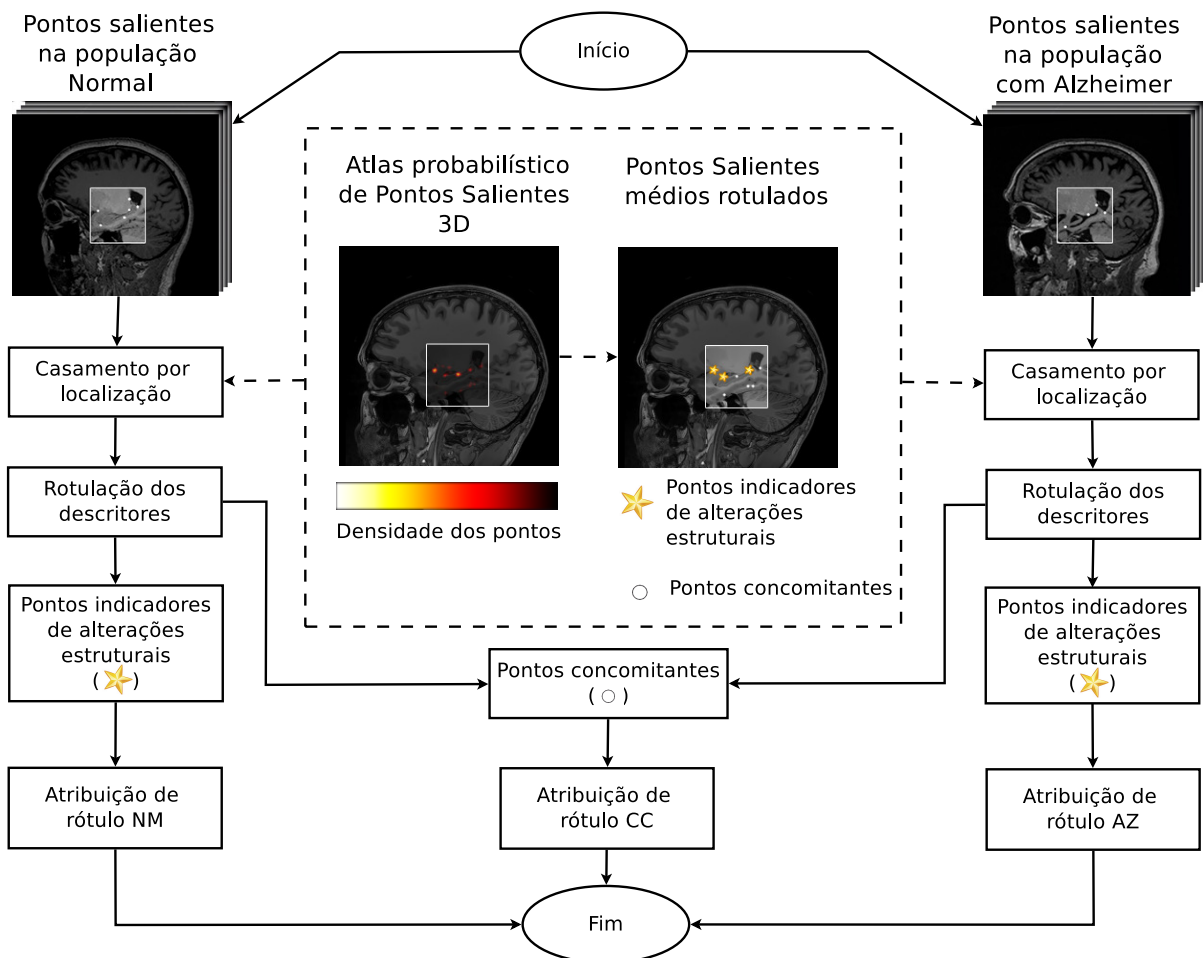 Pontos salientes
na população
Normal
Início
Pontos salientes
na população
com Alzheimer
Atlas probabilístico
de Pontos Salientes
3D
Pontos Salientes
médios rotulados
Casamento por
localização
Casamento por
localização
Rotulação dos
descritores
Densidade dos pontos
Pontos indicadores
de alterações
estruturais
Pontos concomitantes
Rotulação dos
descritores
Pontos indicadores
de alterações
estruturais
( )
Pontos concomitantes
( ○ )
Pontos indicadores
de alterações
estruturais
( )
Atribuição de
rótulo NM
Atribuição de
rótulo CC
Atribuição de
rótulo AZ
Fim